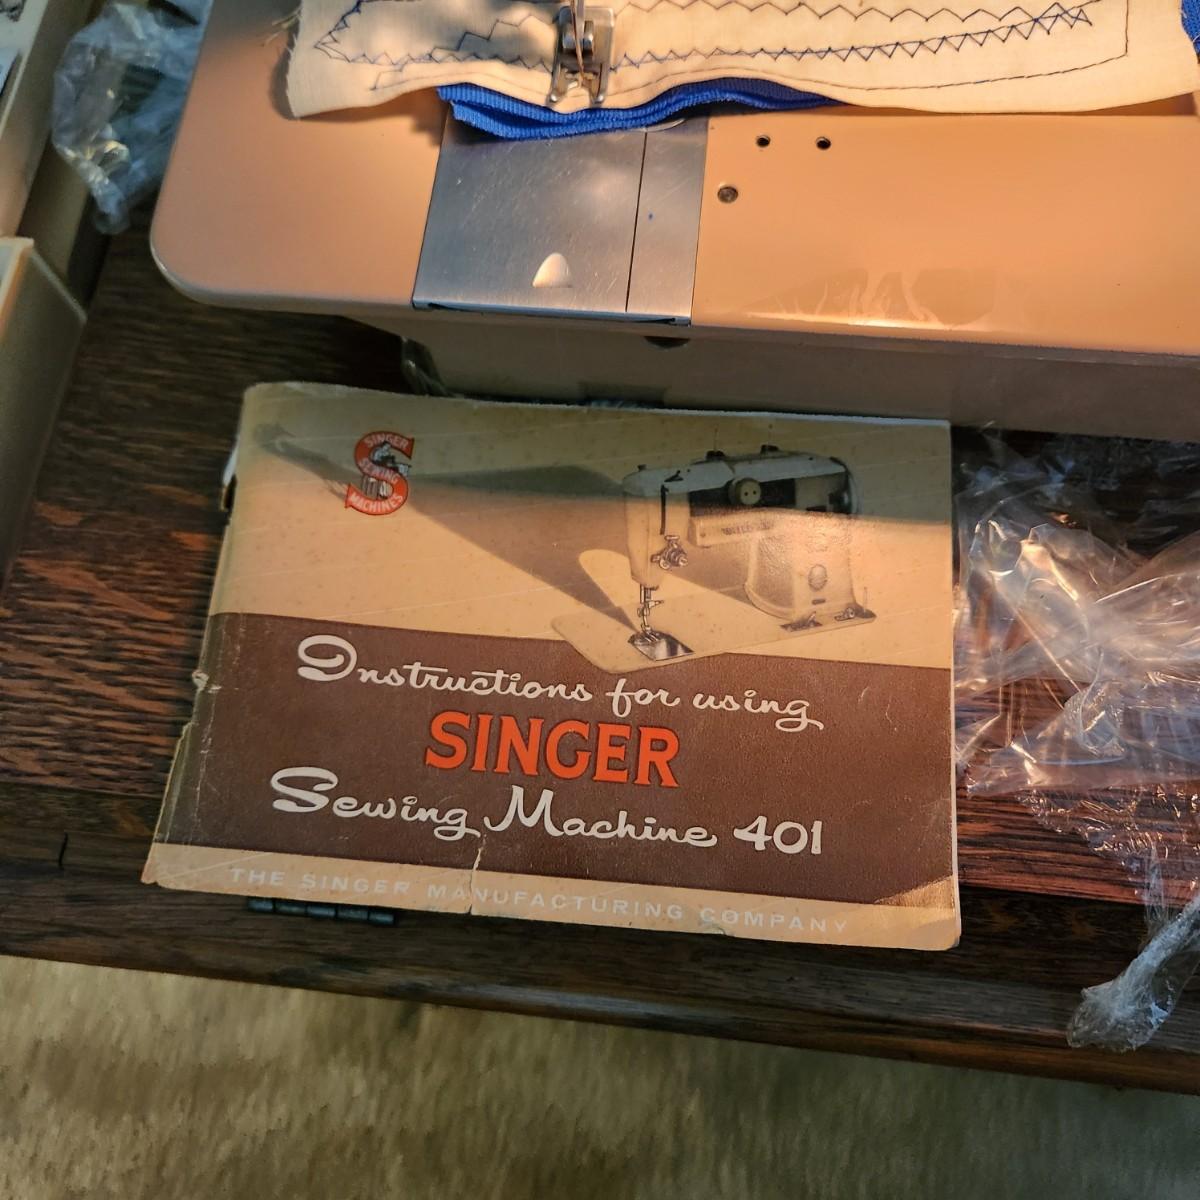 SINGER
SEWING
MACHINES
Instructions for using
SINGER
Sewing Machine 401
THE SINGER MANUFACTURING COMPANY